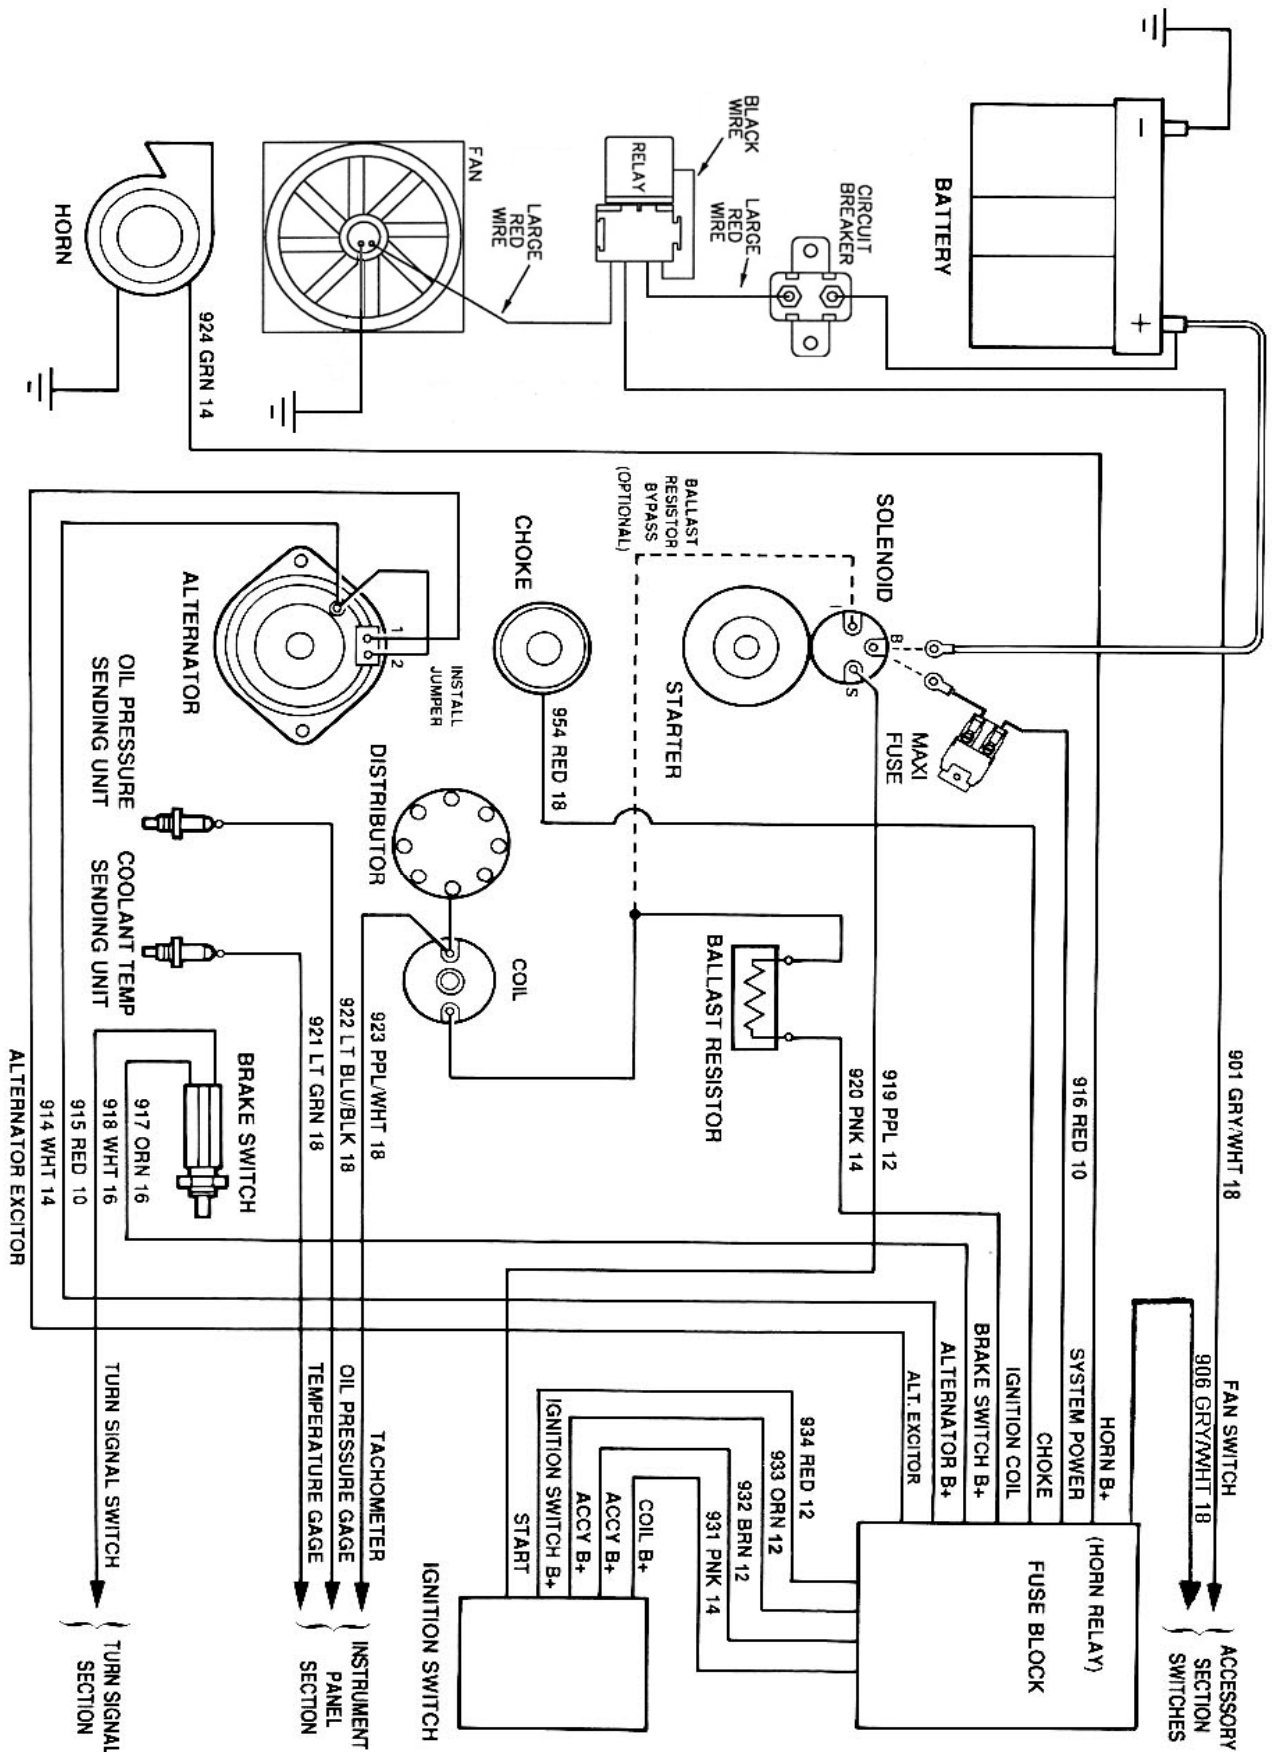 BATTERY
-
+
CIRCUIT
BREAKER
BLACK
WIRE
LARGE
RED
WIRE
RELAY
FAN
LARGE
RED
WIRE
HORN
924 GRN 14
SOLENOID
I
B
S
BALLAST
RESISTOR
BYPASS
(OPTIONAL)
STARTER
MAXI
FUSE
CHOKE
954 RED 18
ALTERNATOR
1
2
INSTALL
JUMPER
DISTRIBUTOR
OIL PRESSURE
SENDING UNIT
COOLANT TEMP
SENDING UNIT
COIL
BALLAST RESISTOR
BRAKE SWITCH
901 GRY/WHT 18
916 RED 10
919 PPL 12
920 PNK 14
923 PPL/WHT 18
922 LT BLU/BLK 18
921 LT GRN 18
917 ORN 16
918 WHT 16
915 RED 10
914 WHT 14
ALTERNATOR EXCITOR
FAN SWITCH
906 GRY/WHT 18
HORN B+
SYSTEM POWER
CHOKE
IGNITION COIL
BRAKE SWITCH B+
ALTERNATOR B+
ALT. EXCITOR
934 RED 12
933 ORN 12
932 BRN 12
931 PNK 14
COIL B+
ACCY B+
ACCY B+
IGNITION SWITCH B+
START
TACHOMETER
OIL PRESSURE GAGE
TEMPERATURE GAGE
TURN SIGNAL SWITCH
(HORN RELAY)
FUSE BLOCK
IGNITION SWITCH
ACCESSORY
SECTION
SWITCHES
INSTRUMENT
PANEL
SECTION
TURN SIGNAL
SECTION